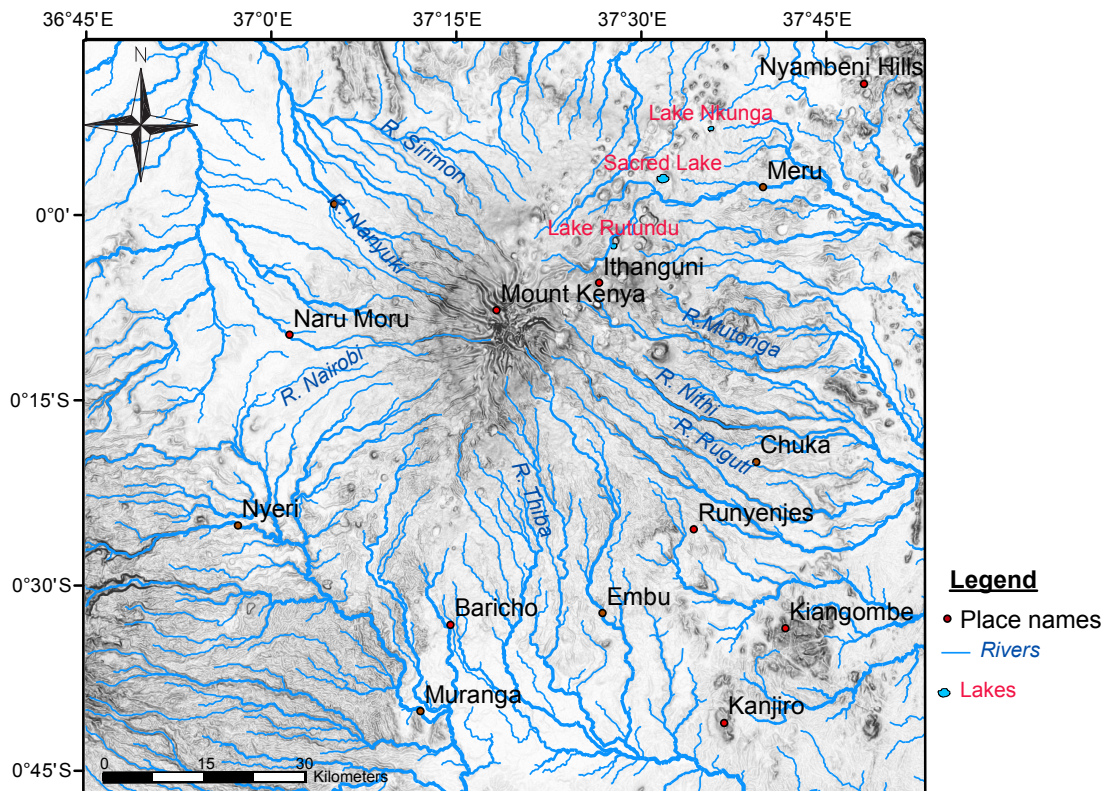 36°45'E 37°0'E 37°15'E 37°30'E 37°45'E
N
Nyambeni Hills
Lake Nkunga
R. Sirimon
Sacred Lake
Meru
0°0'
R. Nanyuki
Lake Rutundu
Ithanguni
Mount Kenya
Naru Moru
R.Mutonga
R. Nairobi
R. Nithi
0°15'S
R. Ruguti
Chuka
R. Thiba
Nyeri
Runyenjes
0°30'S
Legend
Baricho
Embu
Kiangombe
Place names
Rivers
Muranga
Kanjiro
Lakes
0°45'S
0 15 30
Kilometers